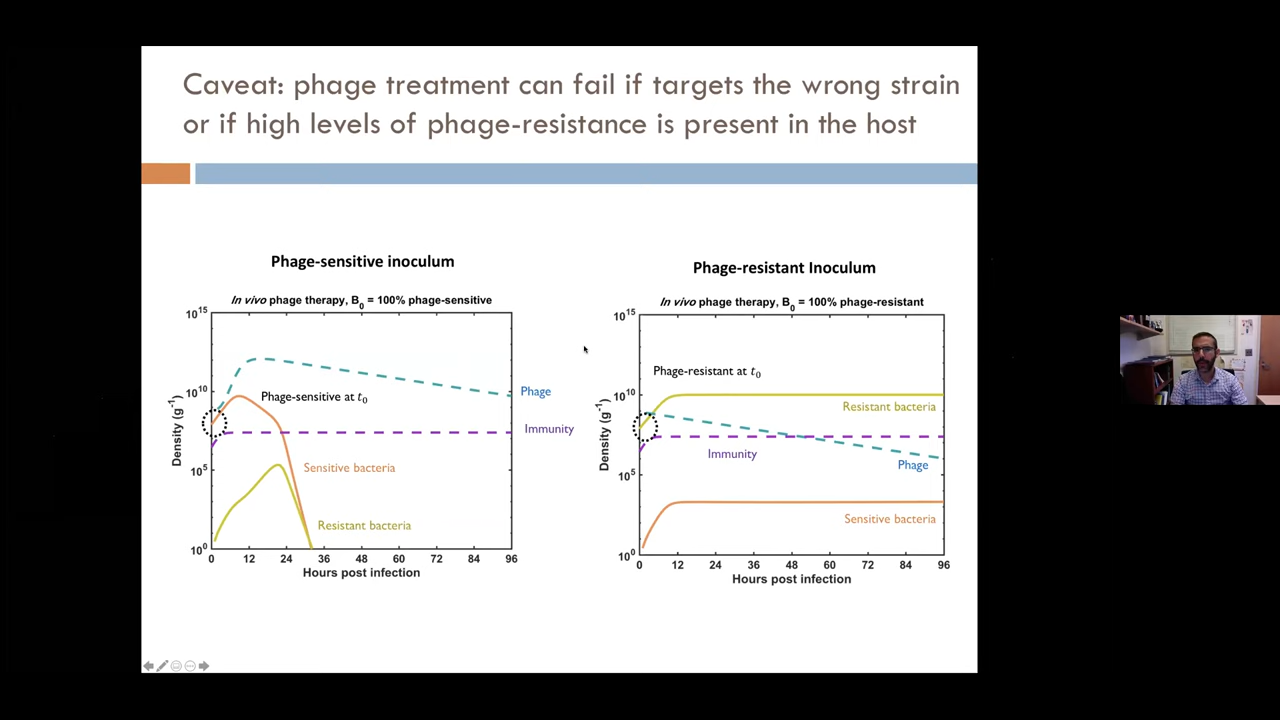 Caveat: phage treatment can fail if targets the wrong strain
or if high levels of phage-resistance is present in the host
Phage-sensitive inoculum
In vivo phage therapy, B0 = 100% phage-sensitive
10^15
10^10
10^5
10^0
Density (g^-1)
Phage-sensitive at t0
Phage
Immunity
Sensitive bacteria
Resistant bacteria
0 12 24 36 48 60 72 84 96
Hours post infection
Phage-resistant Inoculum
In vivo phage therapy, B0 = 100% phage-resistant
10^15
10^10
10^5
10^0
Density (g^-1)
Phage-resistant at t0
Resistant bacteria
Immunity
Phage
Sensitive bacteria
0 12 24 36 48 60 72 84 96
Hours post infection